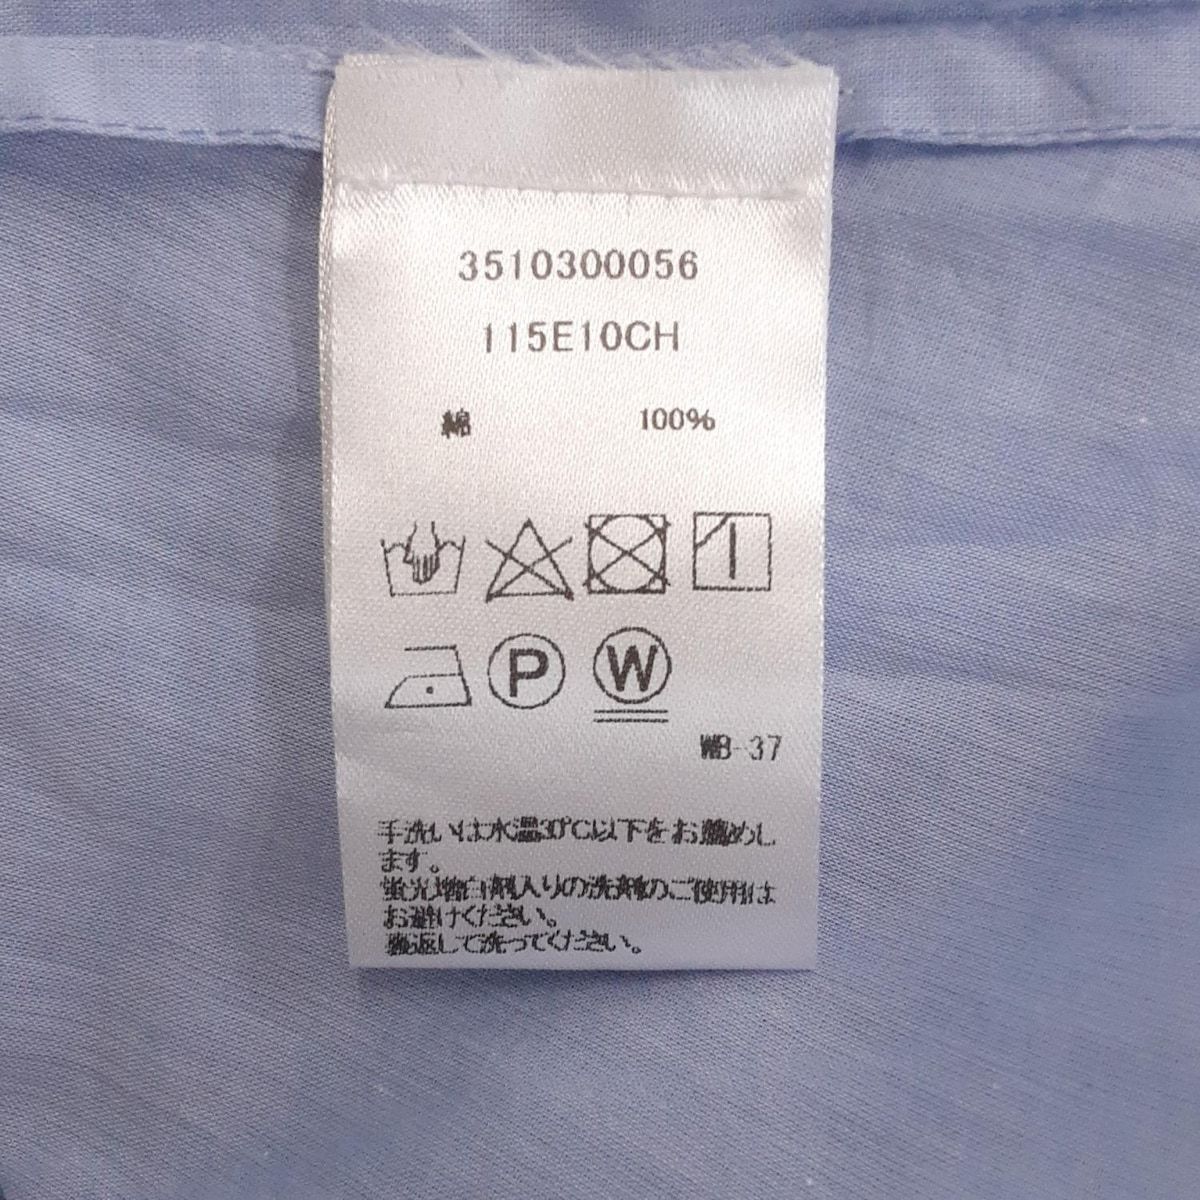 3510300056
115E10CH
綿 100%
P W
WB-37
手洗いは水温30℃以下をお薦めし
ます。
蛍光増白剤入りの洗剤のご使用は
お避けください。
裏返して洗ってください。